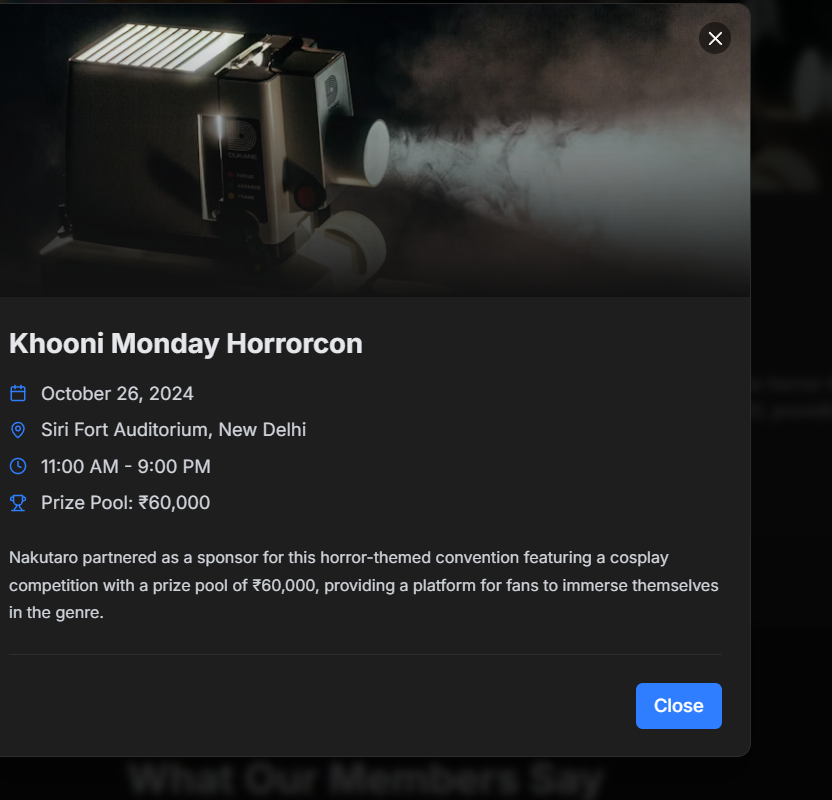 Khooni Monday Horrorcon
October 26, 2024
Siri Fort Auditorium, New Delhi
11:00 AM - 9:00 PM
Prize Pool: ₹60,000
Nakutaro partnered as a sponsor for this horror-themed convention featuring a cosplay
competition with a prize pool of ₹60,000, providing a platform for fans to immerse themselves
in the genre.
Close
What Our Members Say